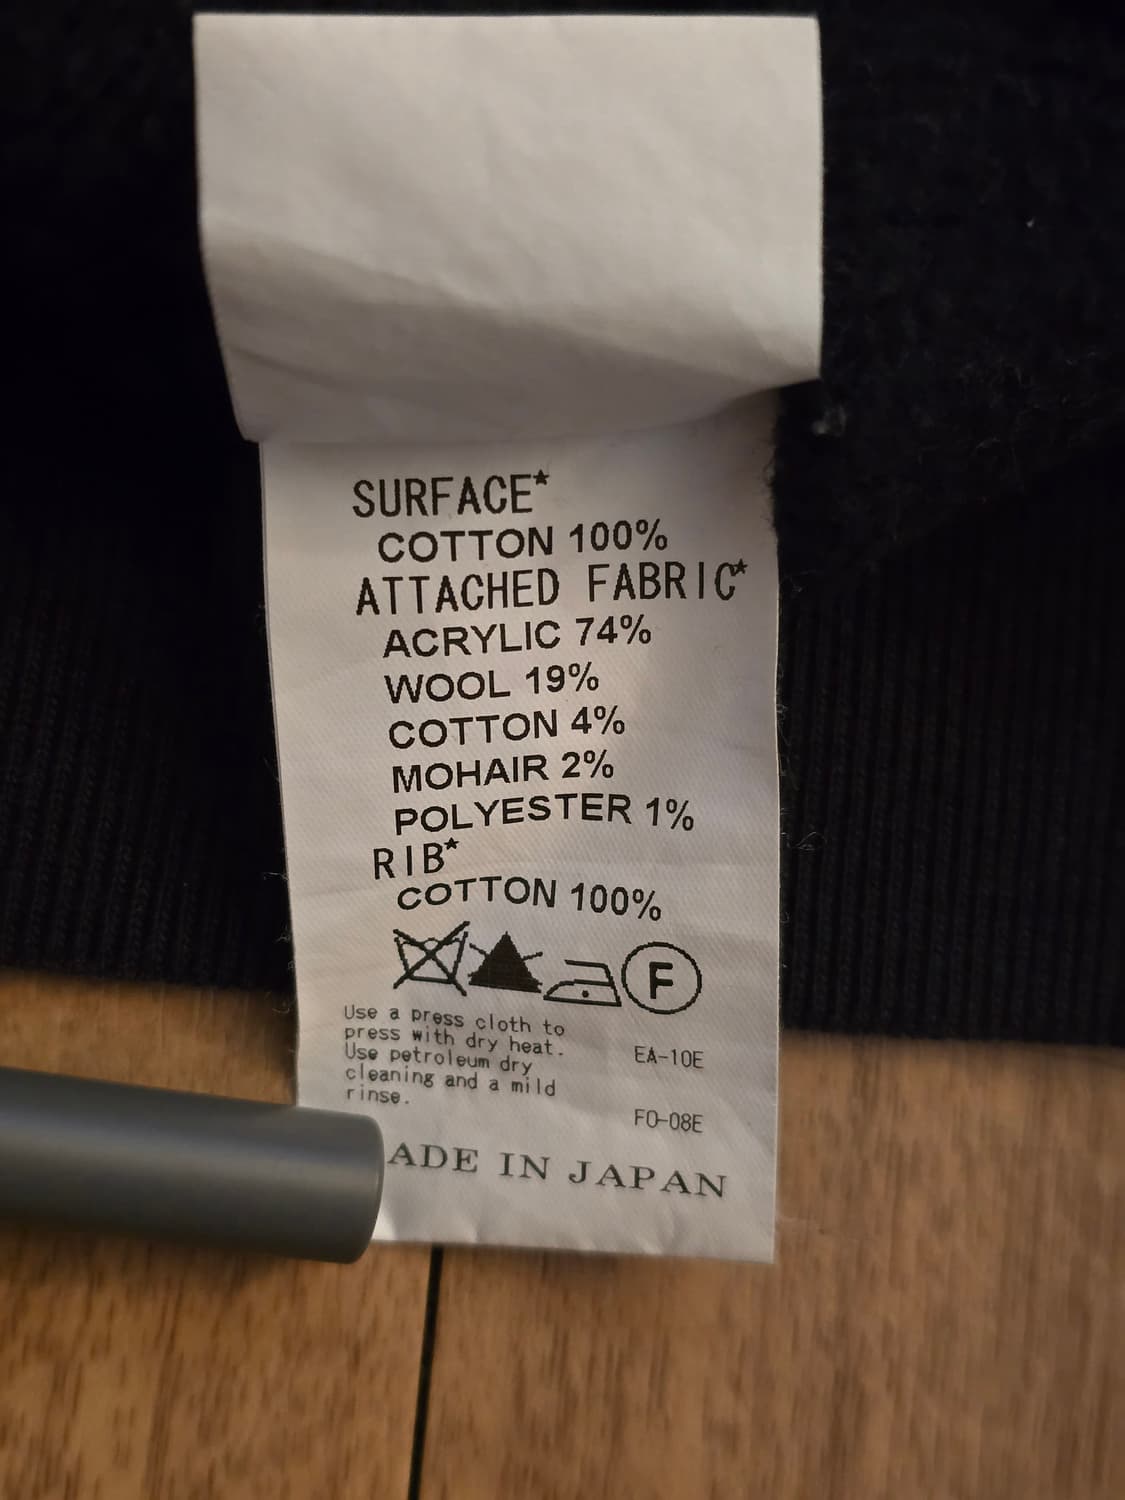 SURFACE*
COTTON 100%
ATTACHED FABRIC*
ACRYLIC 74%
WOOL 19%
COTTON 4%
MOHAIR 2%
POLYESTER 1%
RIB*
COTTON 100%
F
Use a press cloth to
press with dry heat.
Use petroleum dry
cleaning and a mild
rinse.
EA-10E
FO-08E
ADE IN JAPAN